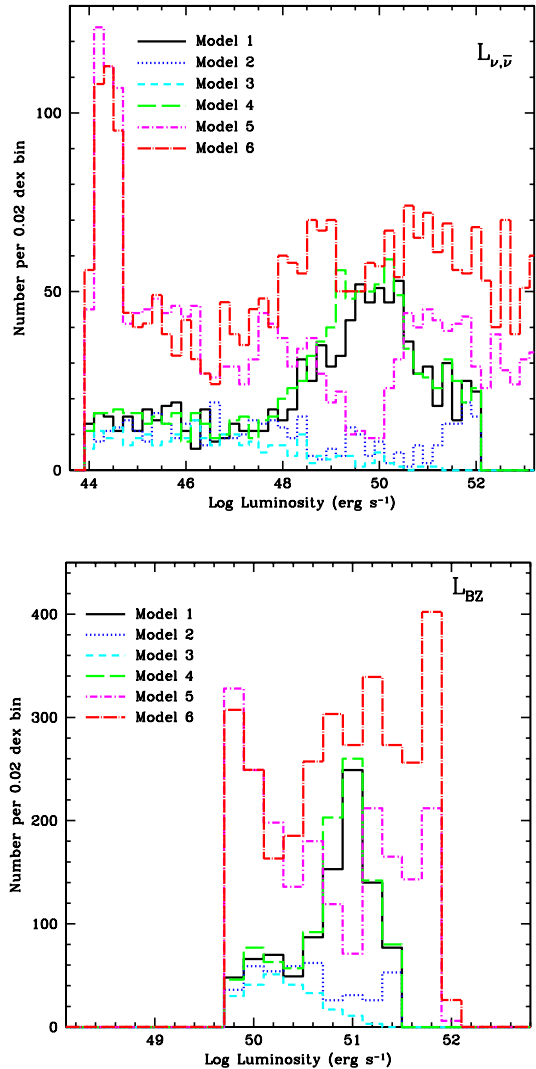 L ν,ν̄
Model 1
Model 2
Model 3
Model 4
Model 5
Model 6
Number per 0.02 dex bin
100
50
0
44 46 48 50 52
Log Luminosity (erg s⁻¹)
L BZ
Model 1
Model 2
Model 3
Model 4
Model 5
Model 6
Number per 0.02 dex bin
400
300
200
100
0
49 50 51 52
Log Luminosity (erg s⁻¹)